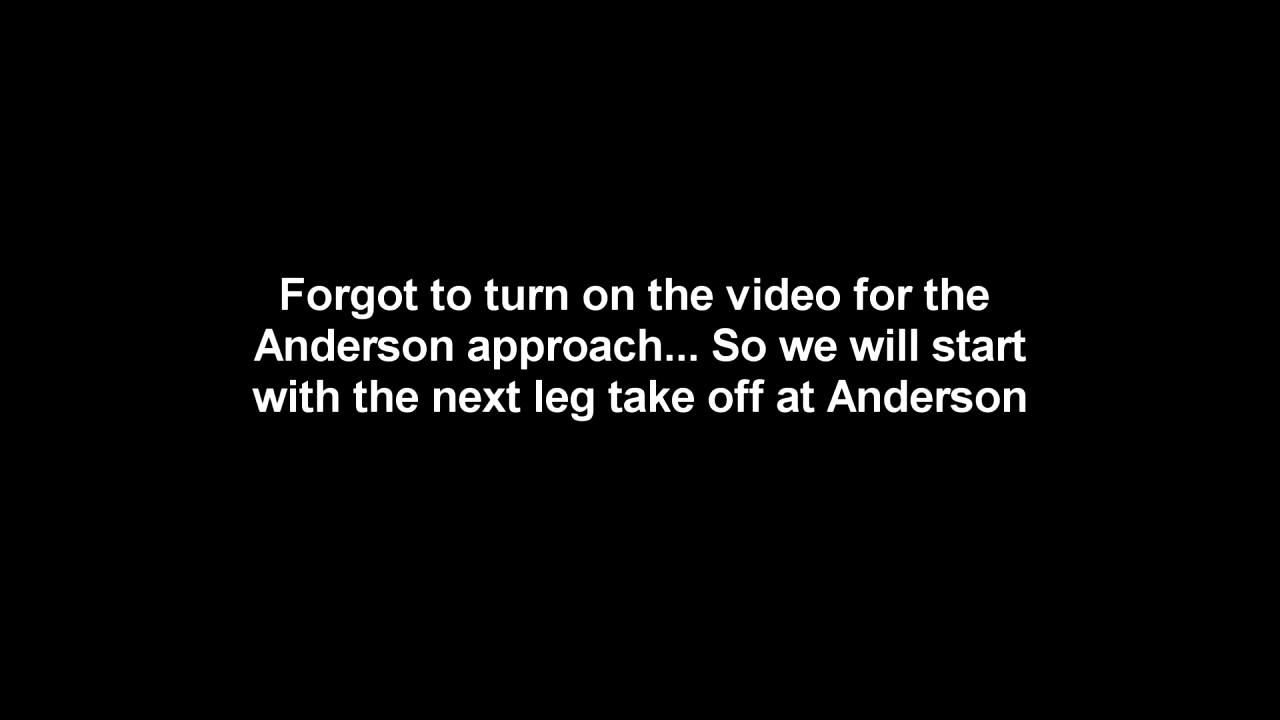 Forgot to turn on the video for the
Anderson approach... So we will start
with the next leg take off at Anderson